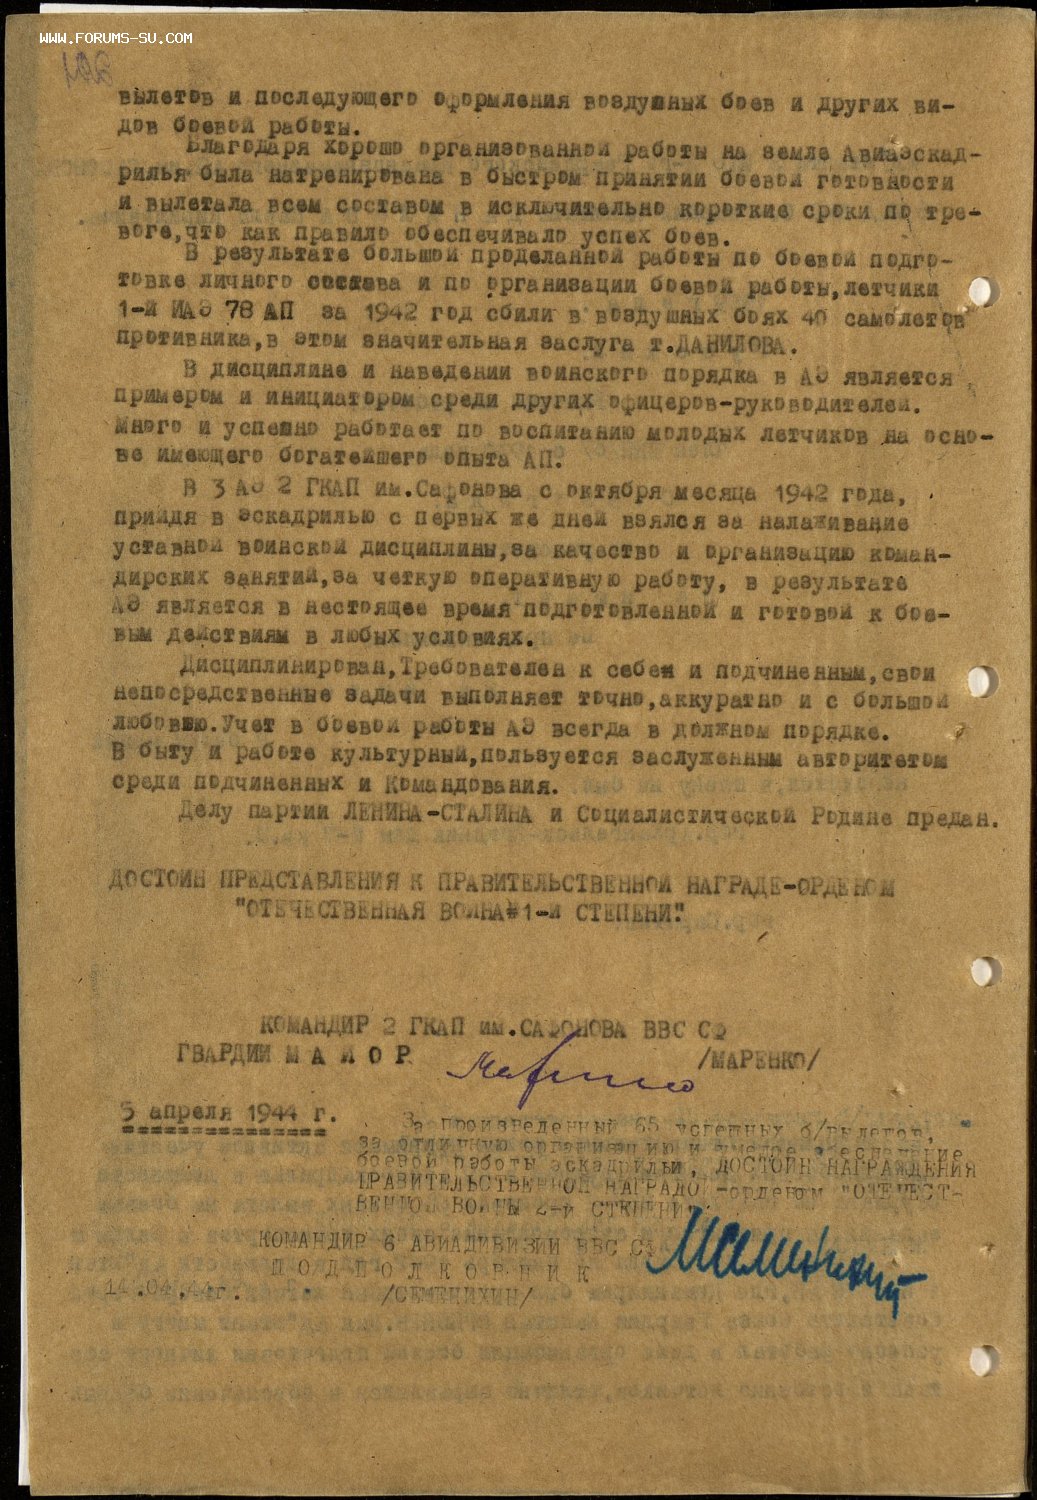 WWW.FORUMS-SU.COM
вылетов и последующего оформления воздушных боев и других ви-
дов боевой работы.
Благодаря хорошо организованной работы на земле Авиаэскад-
рилья была натренирована в быстром принятии боевой готовности
и вылетала всем составом в исключительно короткие сроки по тре-
воге,что как правило обеспечивало успех боев.
В результате большой проделанной работы по боевой подго-
товке личного состава и по организации боевой работы,летчики
1-й ИАЭ 78 АП за 1942 год сбили в воздушных боях 40 самолетов
противника,в этом значительная заслуга т.ДАНИЛОВА.
В дисциплине и наведении воинского порядка в АЭ является
примером и инициатором среди других офицеров-руководителей.
Много и успешно работает по воспитанию молодых летчиков на осно-
ве имеющего богатейшего опыта АП.
В 3 АЭ 2 ГКАП им.Сафонова с октября месяца 1942 года,
прийдя в эскадрилью с первых же дней взялся за налаживание
уставной воинской дисциплины,за качество и организацию коман-
дирских занятий,за четкую оперативную работу, в результате
АЭ является в нестоящее время подготовленной и готовой к бое-
вым действиям в любых условиях.
Дисциплинирован,Требователен к себе и подчиненным,свои
непосредственные задачи выполняет точно,аккуратно и с большой
любовью.Учет в боевой работы АЭ всегда в должном порядке.
В быту и работе культурный,пользуется заслуженным авторитетом
среди подчиненных и Командования.
Делу партии ЛЕНИНА-СТАЛИНА и Социалистической Родине предан.
ДОСТОИН ПРЕДСТАВЛЕНИЯ К ПРАВИТЕЛЬСТВЕННОЙ НАГРАДЕ-ОРДЕНОМ
"ОТЕЧЕСТВЕННАЯ ВОЙНА" 1-й СТЕПЕНИ".
КОМАНДИР 2 ГКАП им.САФОНОВА ВВС СФ
ГВАРДИИ М А Й О Р /МАРЕНКО/
5 апреля 1944 г.
За произведенный 65 успешных б/вылетов,
за отличную организацию и умелое обеспечение
боевой работы эскадрильи, ДОСТОИН НАГРАЖДЕНИЯ
ПРАВИТЕЛЬСТВЕННОЙ НАГРАДОЙ-орденом "ОТЕЧЕСТ-
ВЕННОЙ ВОЙНЫ 2-й СТЕПЕНИ"
КОМАНДИР 6 АВИАДИВИЗИИ ВВС СФ
П О Д П О Л К О В Н И К
14.04.44г. /СЕМЕНИХИН/